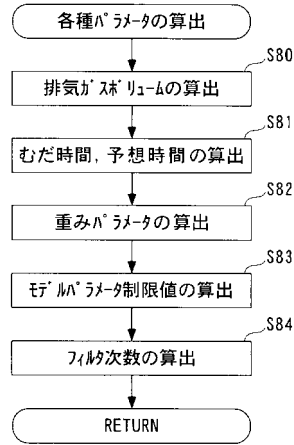 各種ﾊﾟﾗﾒｰﾀの算出
S80
排気ｶﾞｽﾎﾞﾘｭｰﾑの算出
S81
むだ時間,予想時間の算出
S82
重みﾊﾟﾗﾒｰﾀの算出
S83
ﾓﾃﾞﾙﾊﾟﾗﾒｰﾀ制限値の算出
S84
ﾌｨﾙﾀ次数の算出
RETURN